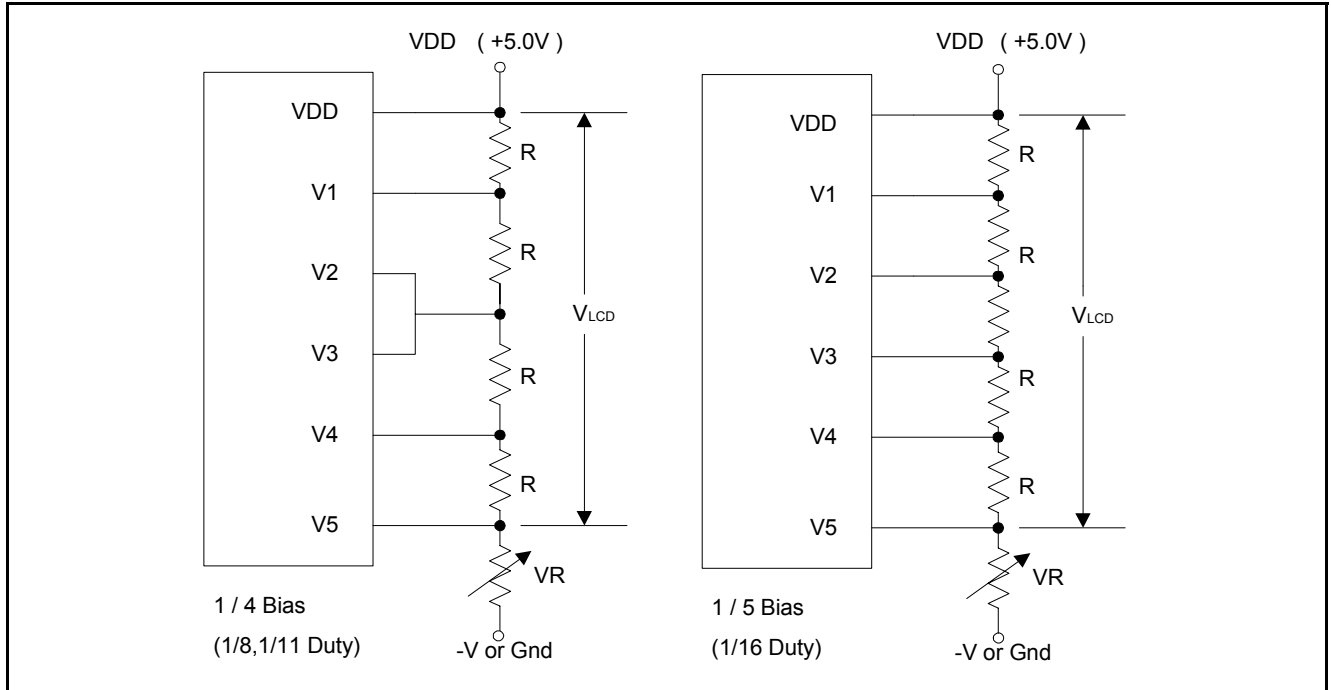 VDD ( +5.0V )
VDD
R
V1
R
V2
VLCD
V3
R
V4
R
V5
VR
1 / 4 Bias
(1/8,1/11 Duty)
-V or Gnd
VDD ( +5.0V )
VDD
R
V1
R
V2
VLCD
V3
R
V4
R
V5
VR
1 / 5 Bias
(1/16 Duty)
-V or Gnd